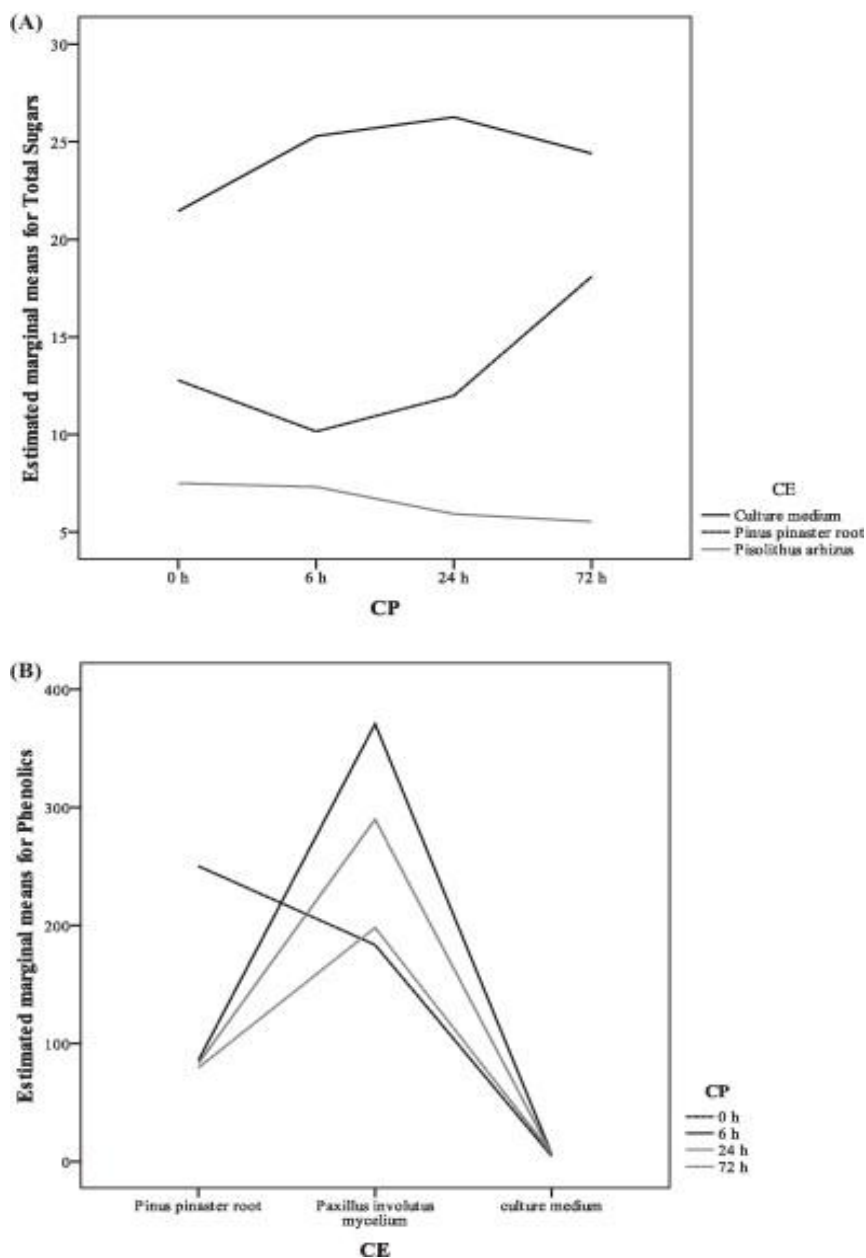 (A)
Estimated marginal means for Total Sugars
30
25
20
15
10
5
0 h
6 h
24 h
72 h
CP
CE
Culture medium
Pinus pinaster root
Pisolithus arhizus
(B)
Estimated marginal means for Phenolics
400
300
200
100
0
Pinus pinaster root
Paxillus involutus
mycelium
culture medium
CE
CP
0 h
6 h
24 h
72 h